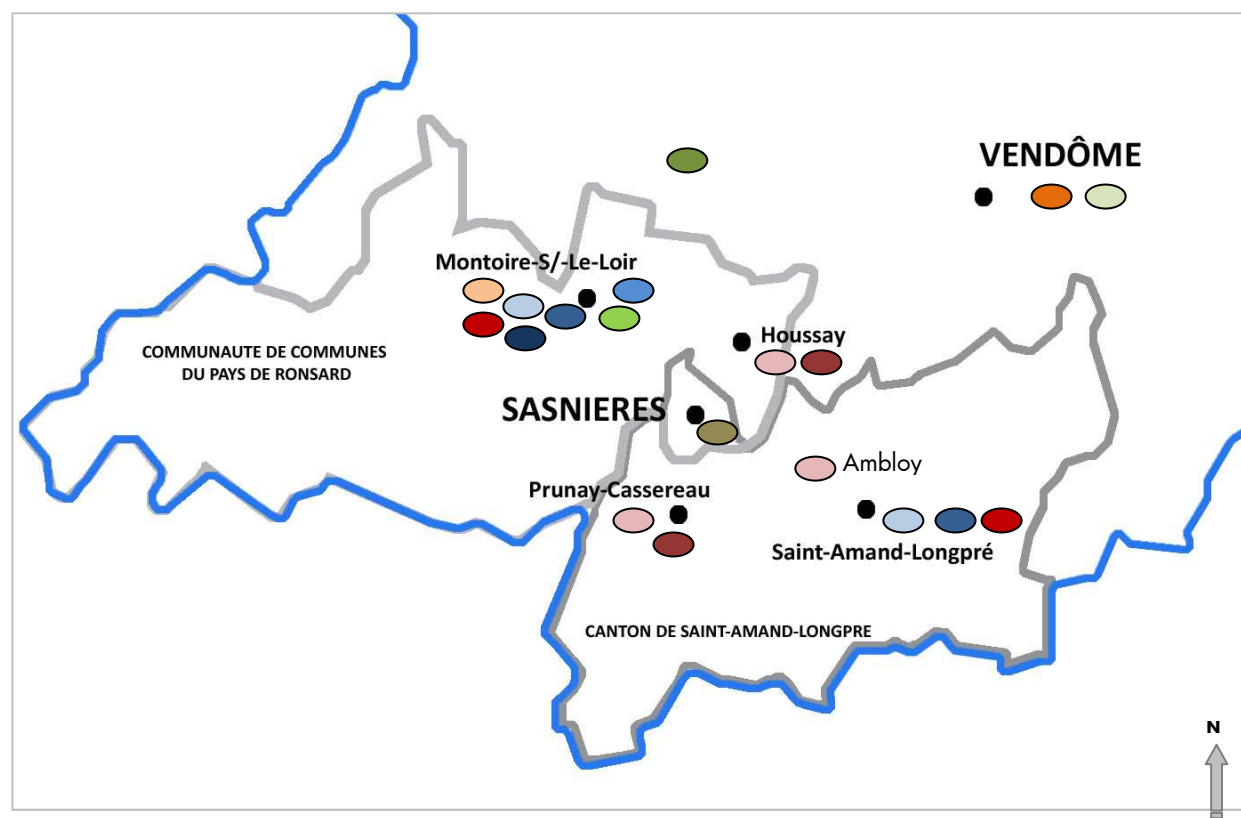 VENDÔME
Montoire-S/-Le-Loir
Houssay
COMMUNAUTE DE COMMUNES
DU PAYS DE RONSARD
SASNIERES
Ambloy
Prunay-Cassereau
Saint-Amand-Longpré
CANTON DE SAINT-AMAND-LONGPRE
N